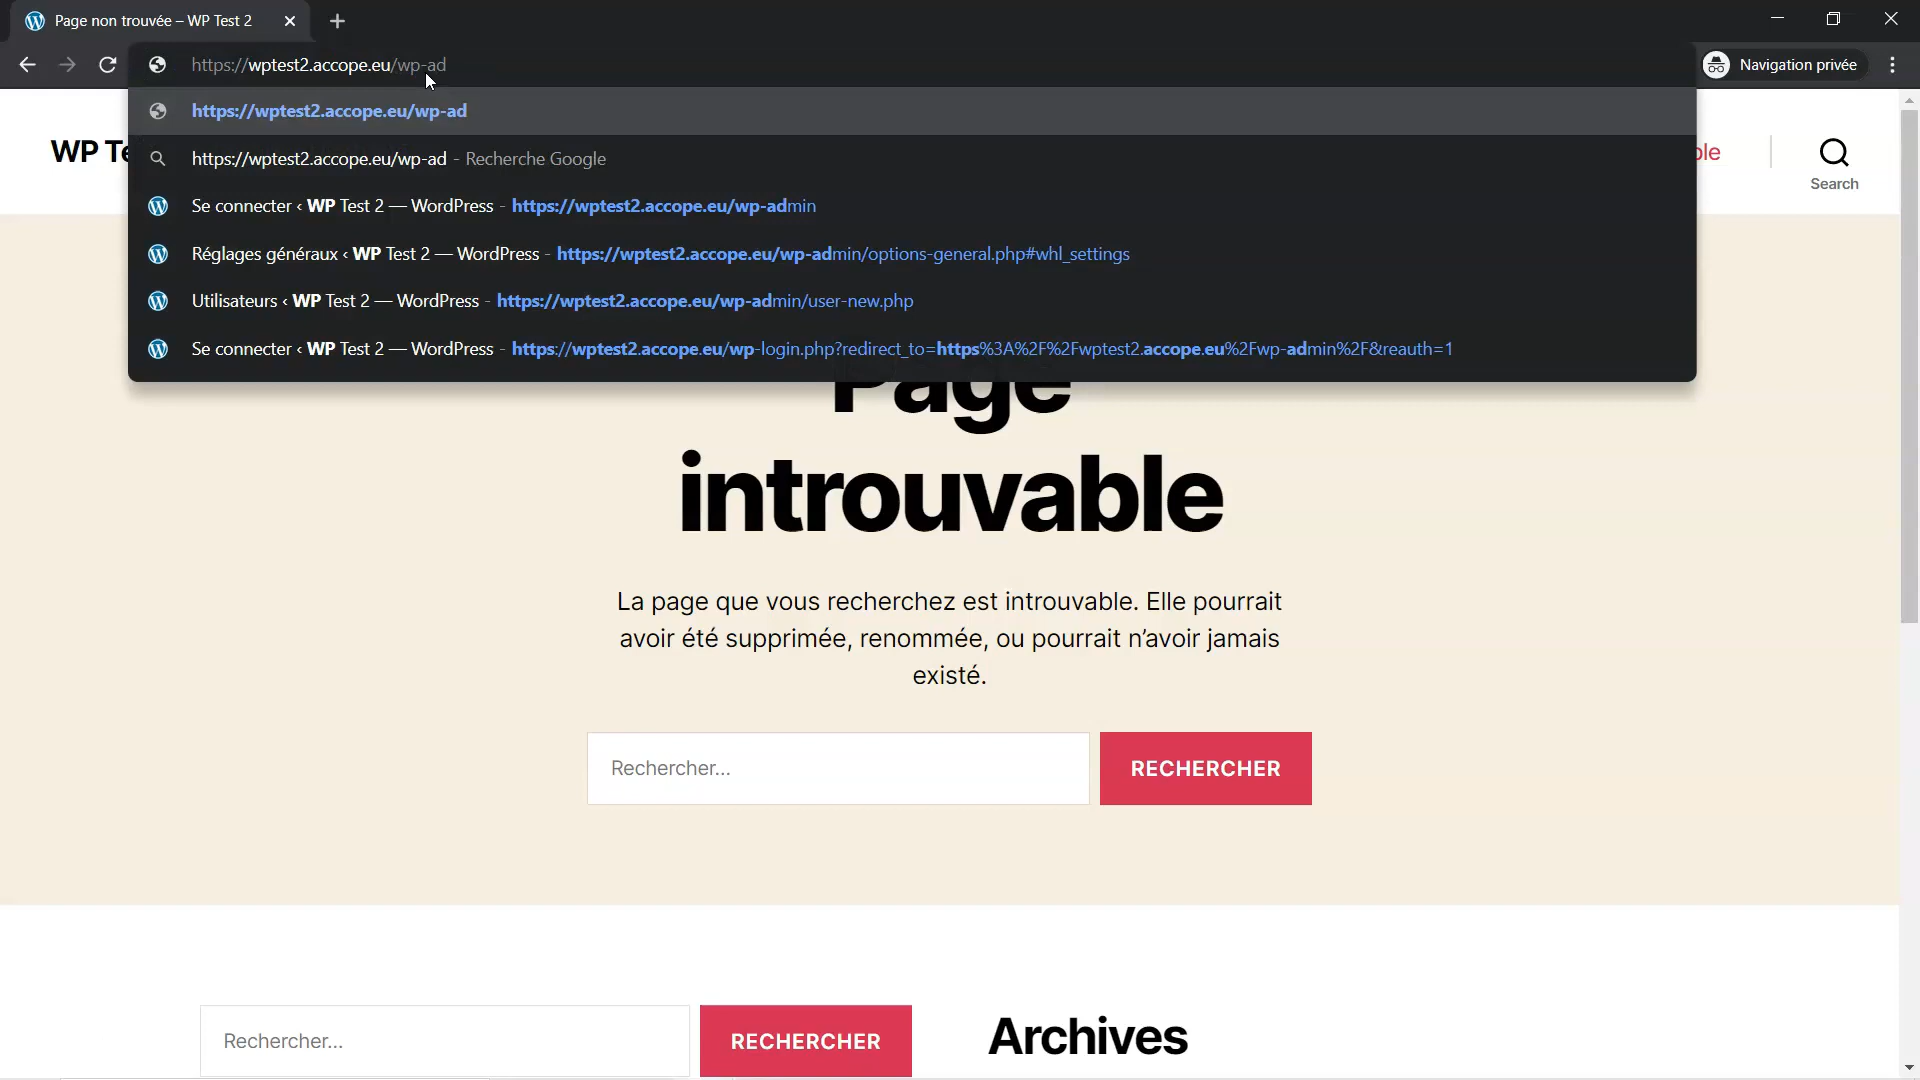 Page non trouvée – WP Test 2
https://wptest2.accope.eu/wp-ad
Navigation privée
https://wptest2.accope.eu/wp-ad
https://wptest2.accope.eu/wp-ad - Recherche Google
Se connecter ‹ WP Test 2 — WordPress - https://wptest2.accope.eu/wp-admin
Réglages généraux ‹ WP Test 2 — WordPress - https://wptest2.accope.eu/wp-admin/options-general.php#whl_settings
Utilisateurs ‹ WP Test 2 — WordPress - https://wptest2.accope.eu/wp-admin/user-new.php
Se connecter ‹ WP Test 2 — WordPress - https://wptest2.accope.eu/wp-login.php?redirect_to=https%3A%2F%2Fwptest2.accope.eu%2Fwp-admin%2F&reauth=1
WP Te
ple
Search
Page
introuvable
La page que vous recherchez est introuvable. Elle pourrait
avoir été supprimée, renommée, ou pourrait n’avoir jamais
existé.
Rechercher…
RECHERCHER
Rechercher…
RECHERCHER
Archives